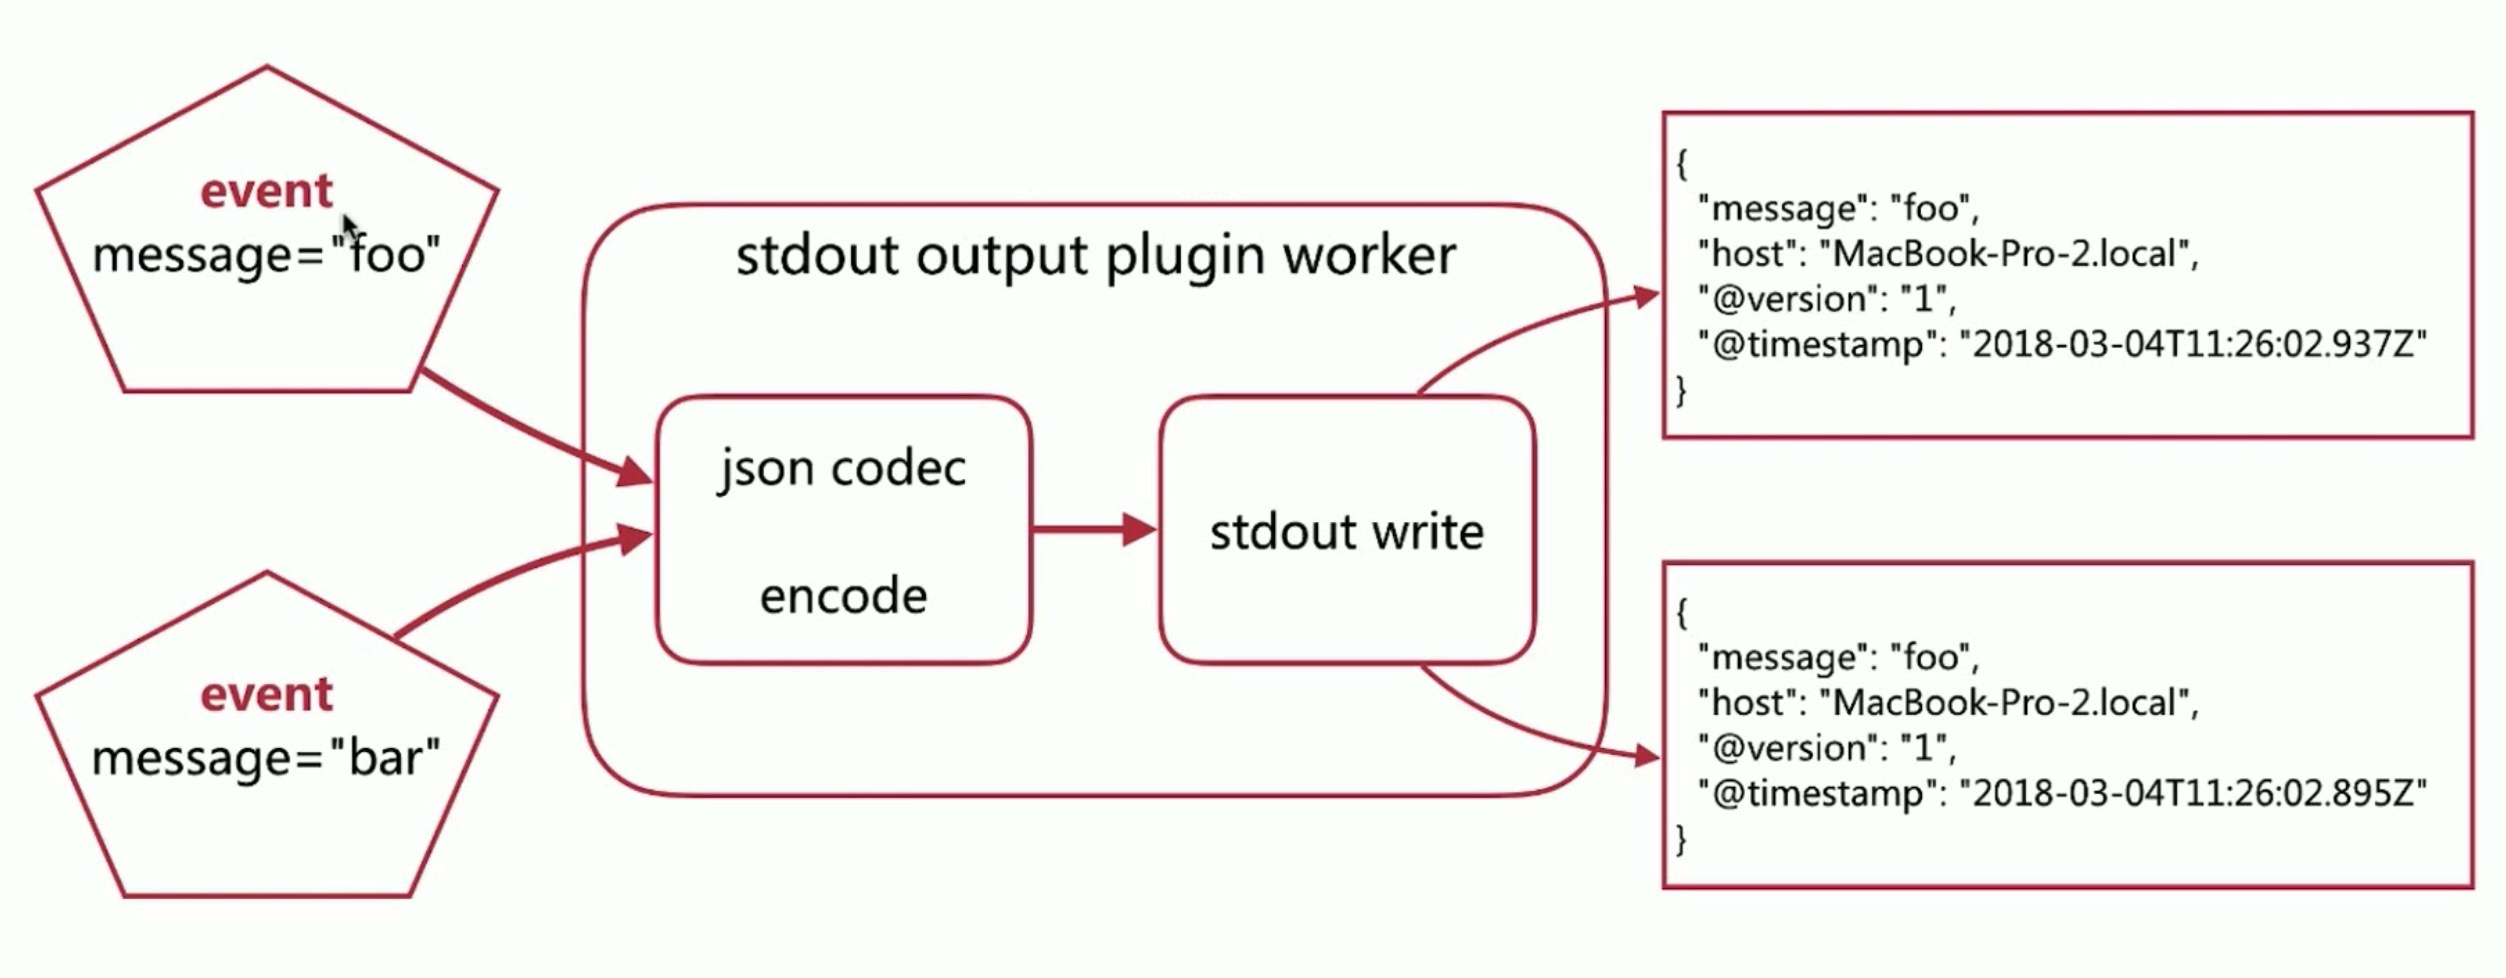 event
message="foo"
event
message="bar"
stdout output plugin worker
json codec
encode
stdout write
{
"message": "foo",
"host": "MacBook-Pro-2.local",
"@version": "1",
"@timestamp": "2018-03-04T11:26:02.937Z"
}
{
"message": "foo",
"host": "MacBook-Pro-2.local",
"@version": "1",
"@timestamp": "2018-03-04T11:26:02.895Z"
}